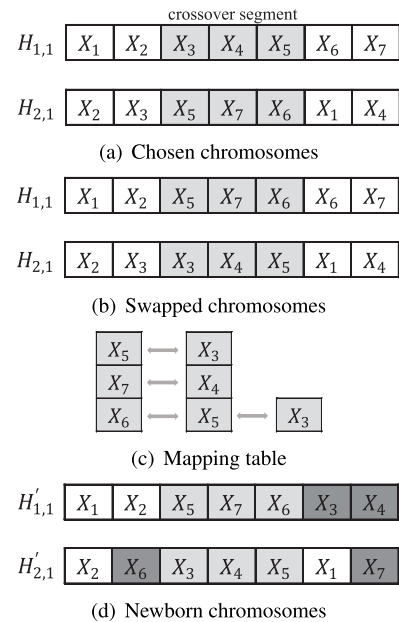 crossover segment
H1,1 X1 X2 X3 X4 X5 X6 X7
H2,1 X2 X3 X5 X7 X6 X1 X4
(a) Chosen chromosomes
H1,1 X1 X2 X5 X7 X6 X6 X7
H2,1 X2 X3 X3 X4 X5 X1 X4
(b) Swapped chromosomes
X5 X3
X7 X4
X6 X5 X3
(c) Mapping table
H′1,1 X1 X2 X5 X7 X6 X3 X4
H′2,1 X2 X6 X3 X4 X5 X1 X7
(d) Newborn chromosomes